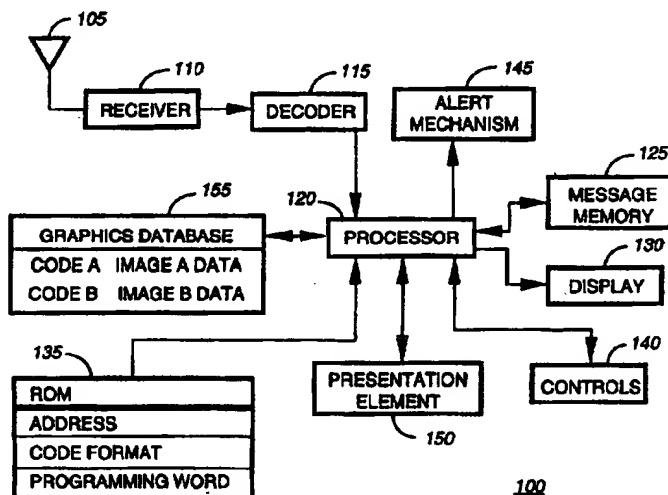 105
110
RECEIVER
115
DECODER
145
ALERT
MECHANISM
125
MESSAGE
MEMORY
155
GRAPHICS DATABASE
CODE A IMAGE A DATA
CODE B IMAGE B DATA
120
PROCESSOR
130
DISPLAY
135
ROM
ADDRESS
CODE FORMAT
PROGRAMMING WORD
PRESENTATION
ELEMENT
150
140
CONTROLS
100